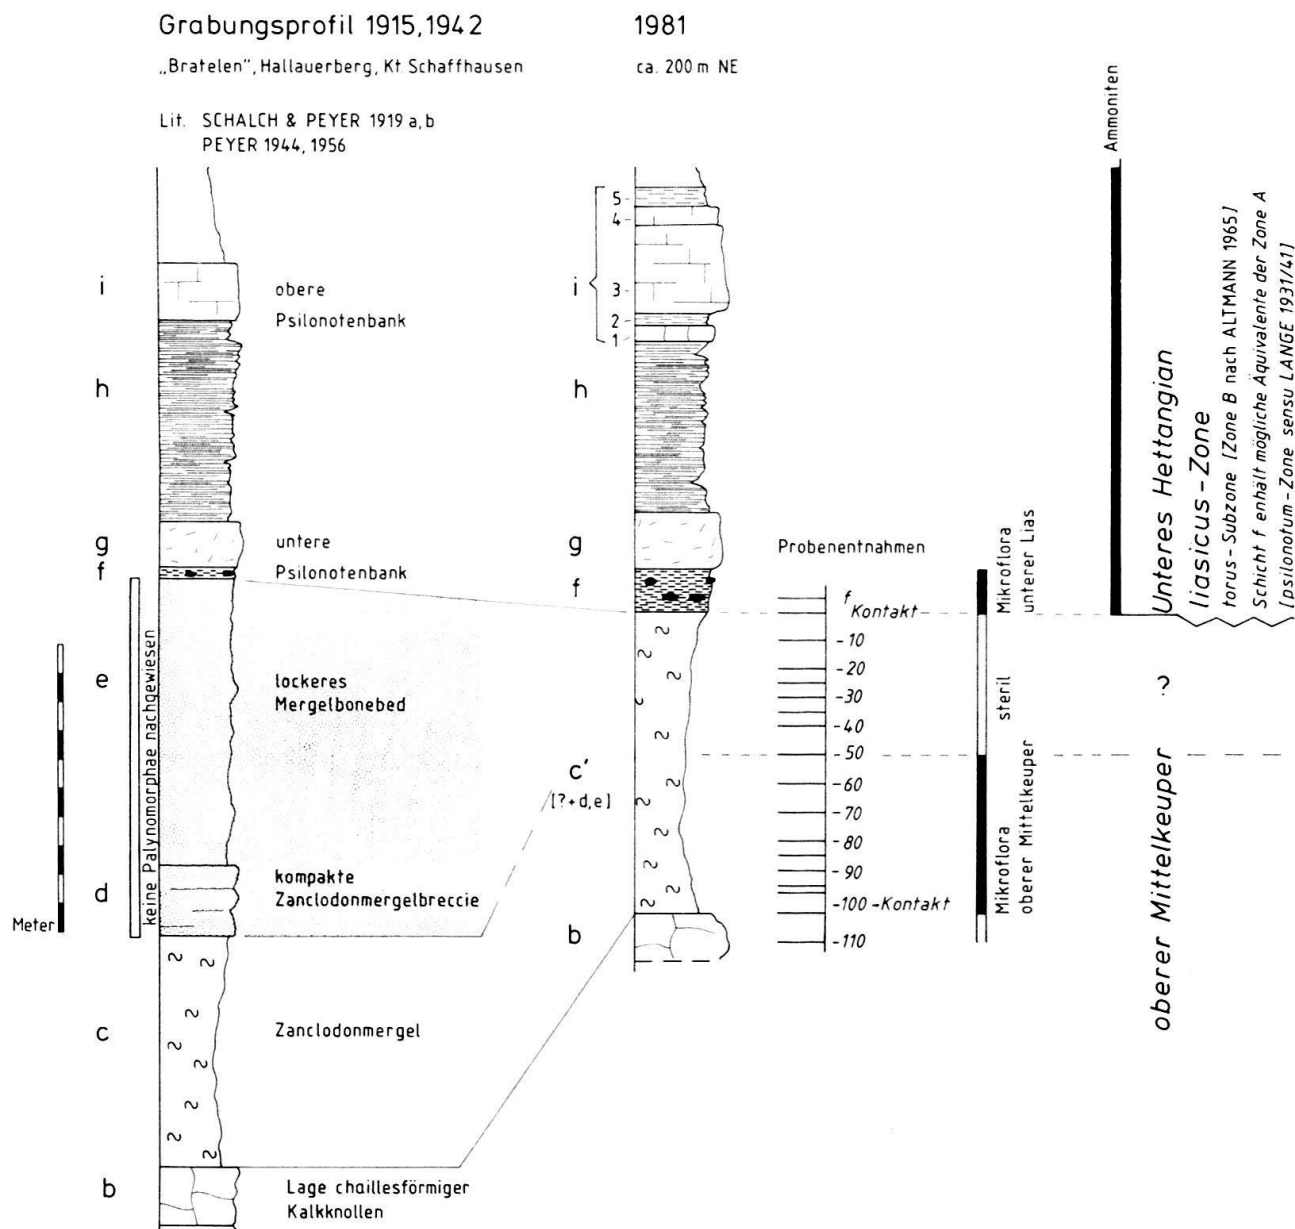 Grabungsprofil 1915,1942
„Bratelen", Hallauerberg, Kt. Schaffhausen
Lit. SCHALCH & PEYER 1919 a,b
PEYER 1944, 1956
1981
ca. 200 m NE
i
obere
Psilonotenbank
h
g
untere
f
Psilonotenbank
e
lockeres
Mergelbonebed
d
kompakte
Zanclodonmergelbreccie
c
Zanclodonmergel
b
Lage chaillesförmiger
Kalkknollen
Meter
keine Palynomorphae nachgewiesen
i
5
4
3
2
1
h
g
f
c'
[?+d,e]
b
Probenentnahmen
f
Kontakt
-10
-20
-30
-40
-50
-60
-70
-80
-90
-100-Kontakt
-110
Mikroflora
unterer Lias
steril
Mikroflora
oberer Mittelkeuper
Ammoniten
Unteres Hettangian
liasicus-Zone
torus-Subzone [Zone B nach ALTMANN 1965]
Schicht f enhält mögliche Äquivalente der Zone A
[psilonotum-Zone sensu LANGE 1931/41]
?
oberer Mittelkeuper